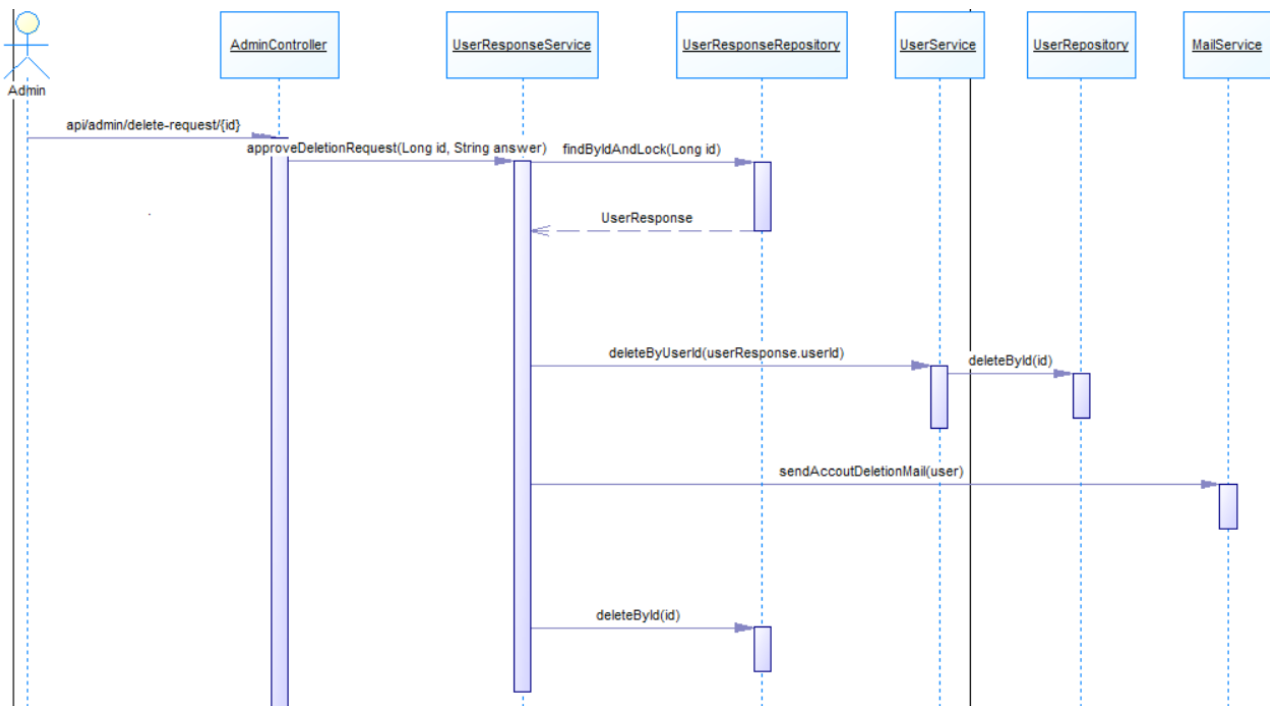 AdminController
UserResponseService
UserResponseRepository
UserService
UserRepository
MailService
Admin
api/admin/delete-request/{id}
approveDeletionRequest(Long id, String answer)
findByIdAndLock(Long id)
UserResponse
deleteByUserId(userResponse.userId)
deleteById(id)
sendAccoutDeletionMail(user)
deleteById(id)